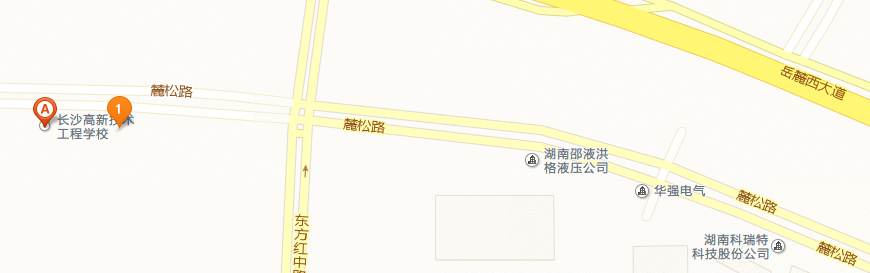 岳麓西大道
麓松路
A
1
长沙高新技术
工程学校
麓松路
湖南邵液洪
格液压公司
华强电气
麓松路
东方红中路
湖南科瑞特
科技股份公司
麓松路